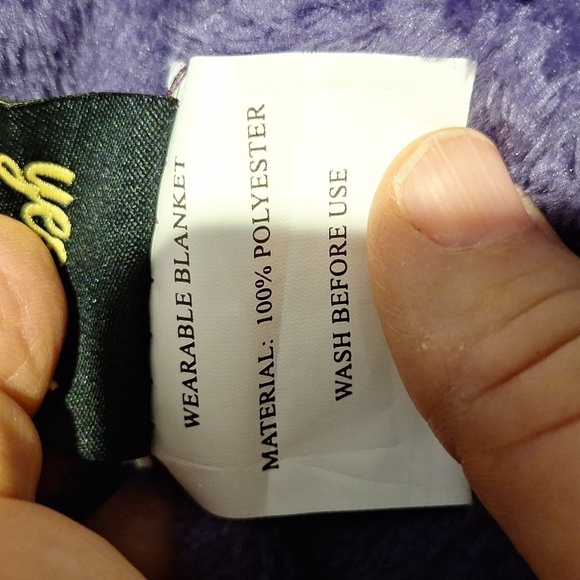 WEARABLE BLANKET
MATERIAL: 100% POLYESTER
WASH BEFORE USE